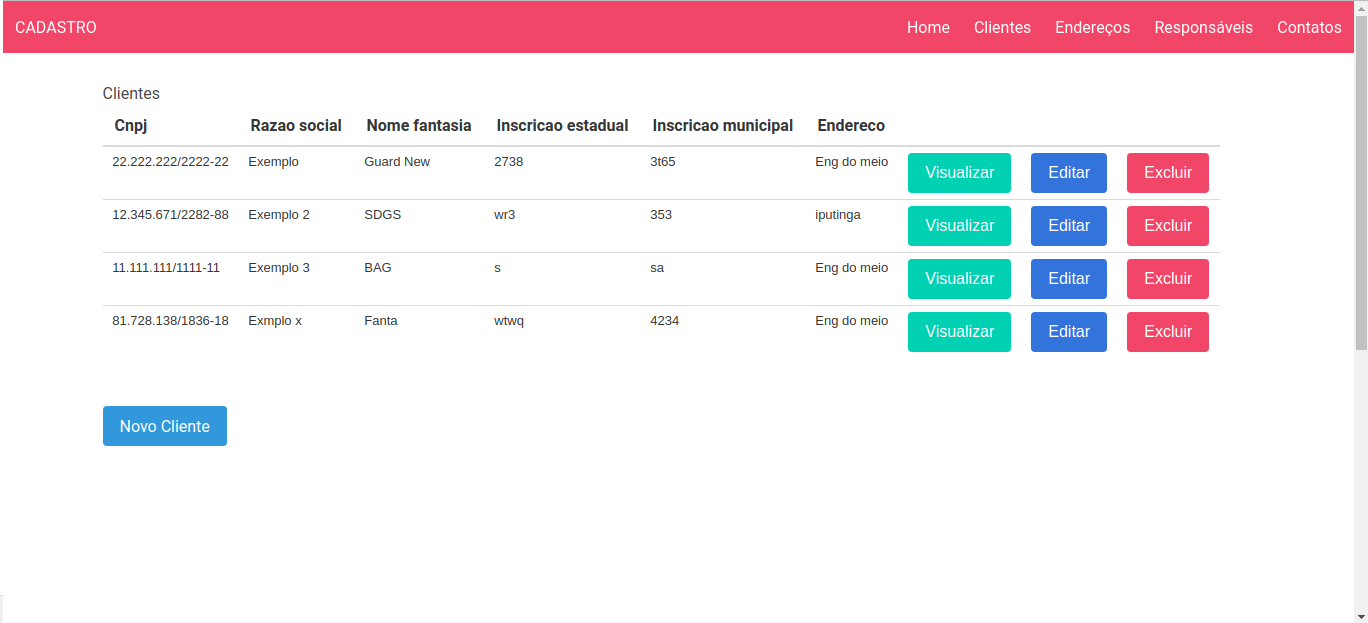 CADASTRO Home Clientes Endereços Responsáveis Contatos
Clientes
Cnpj Razao social Nome fantasia Inscricao estadual Inscricao municipal Endereco
22.222.222/2222-22 Exemplo Guard New 2738 3t65 Eng do meio Visualizar Editar Excluir
12.345.671/2282-88 Exemplo 2 SDGS wr3 353 iputinga Visualizar Editar Excluir
11.111.111/1111-11 Exemplo 3 BAG s sa Eng do meio Visualizar Editar Excluir
81.728.138/1836-18 Exmplo x Fanta wtwq 4234 Eng do meio Visualizar Editar Excluir
Novo Cliente